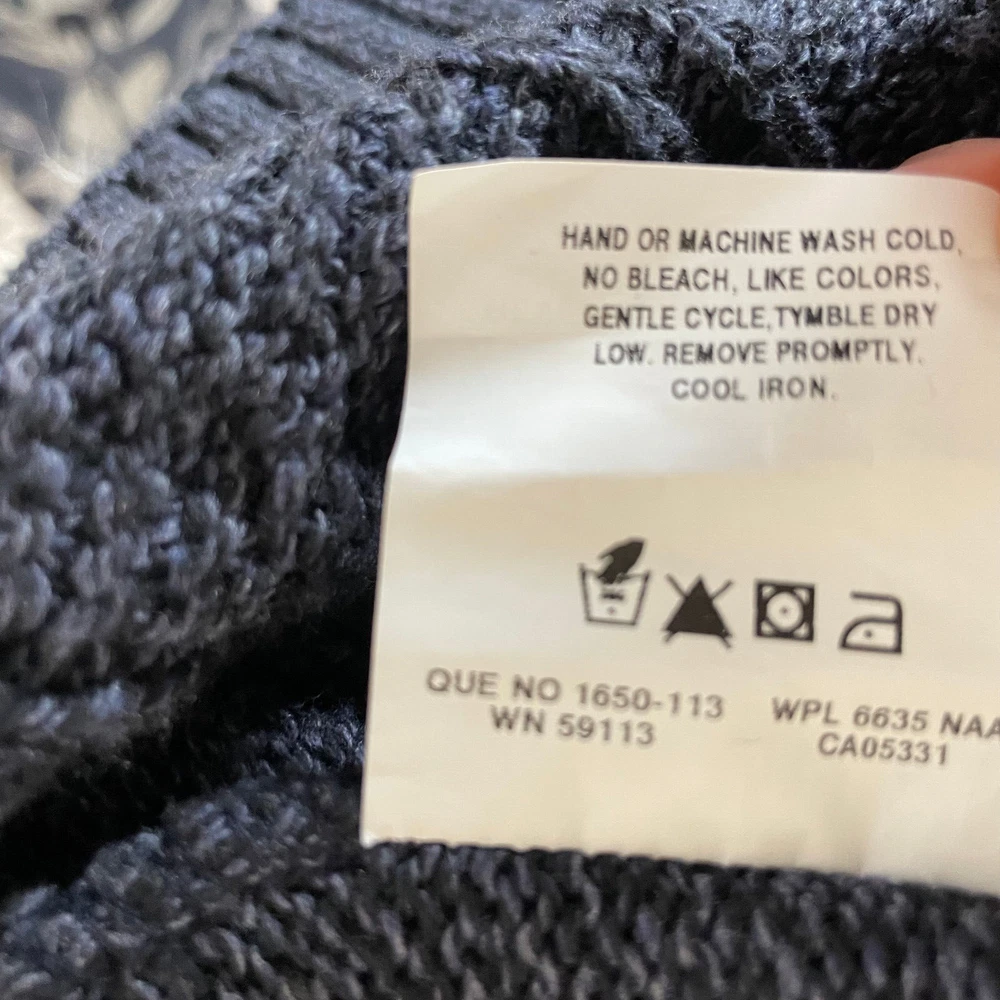 HAND OR MACHINE WASH COLD,
NO BLEACH, LIKE COLORS,
GENTLE CYCLE,TYMBLE DRY
LOW. REMOVE PROMPTLY.
COOL IRON.
QUE NO 1650-113
WN 59113
WPL 6635 NAA
CA05331